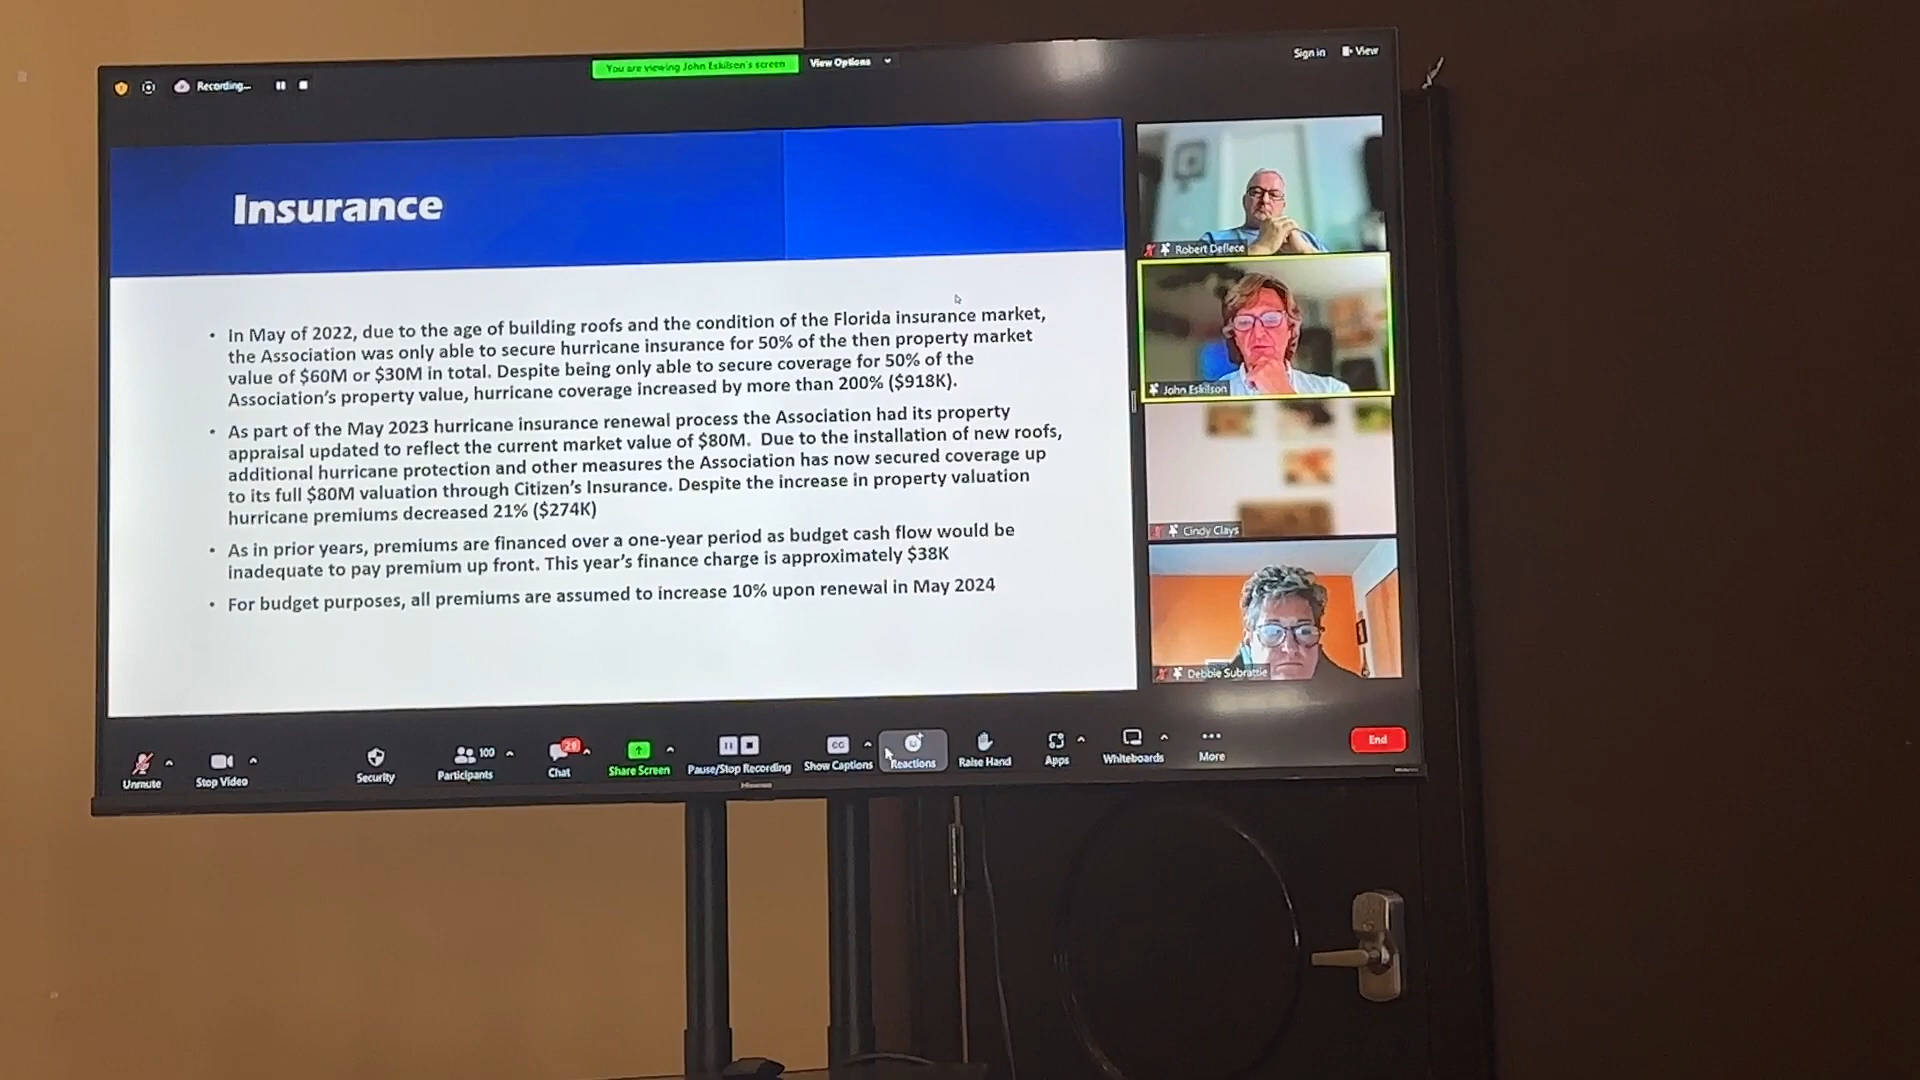 Recording...
You are viewing John Eskilson's screen
View Options
Sign in
View
Insurance
• In May of 2022, due to the age of building roofs and the condition of the Florida insurance market,
the Association was only able to secure hurricane insurance for 50% of the then property market
value of $60M or $30M in total. Despite being only able to secure coverage for 50% of the
Association's property value, hurricane coverage increased by more than 200% ($918K).
• As part of the May 2023 hurricane insurance renewal process the Association had its property
appraisal updated to reflect the current market value of $80M. Due to the installation of new roofs,
additional hurricane protection and other measures the Association has now secured coverage up
to its full $80M valuation through Citizen's Insurance. Despite the increase in property valuation
hurricane premiums decreased 21% ($274K)
• As in prior years, premiums are financed over a one-year period as budget cash flow would be
inadequate to pay premium up front. This year's finance charge is approximately $38K
• For budget purposes, all premiums are assumed to increase 10% upon renewal in May 2024
Robert Deflece
John Eskilson
Cindy Clays
Debbie Subrattie
Unmute
Stop Video
Security
100
Participants
Chat
Share Screen
Pause/Stop Recording
CC
Show Captions
Reactions
Raise Hand
Apps
Whiteboards
More
End
Hisense